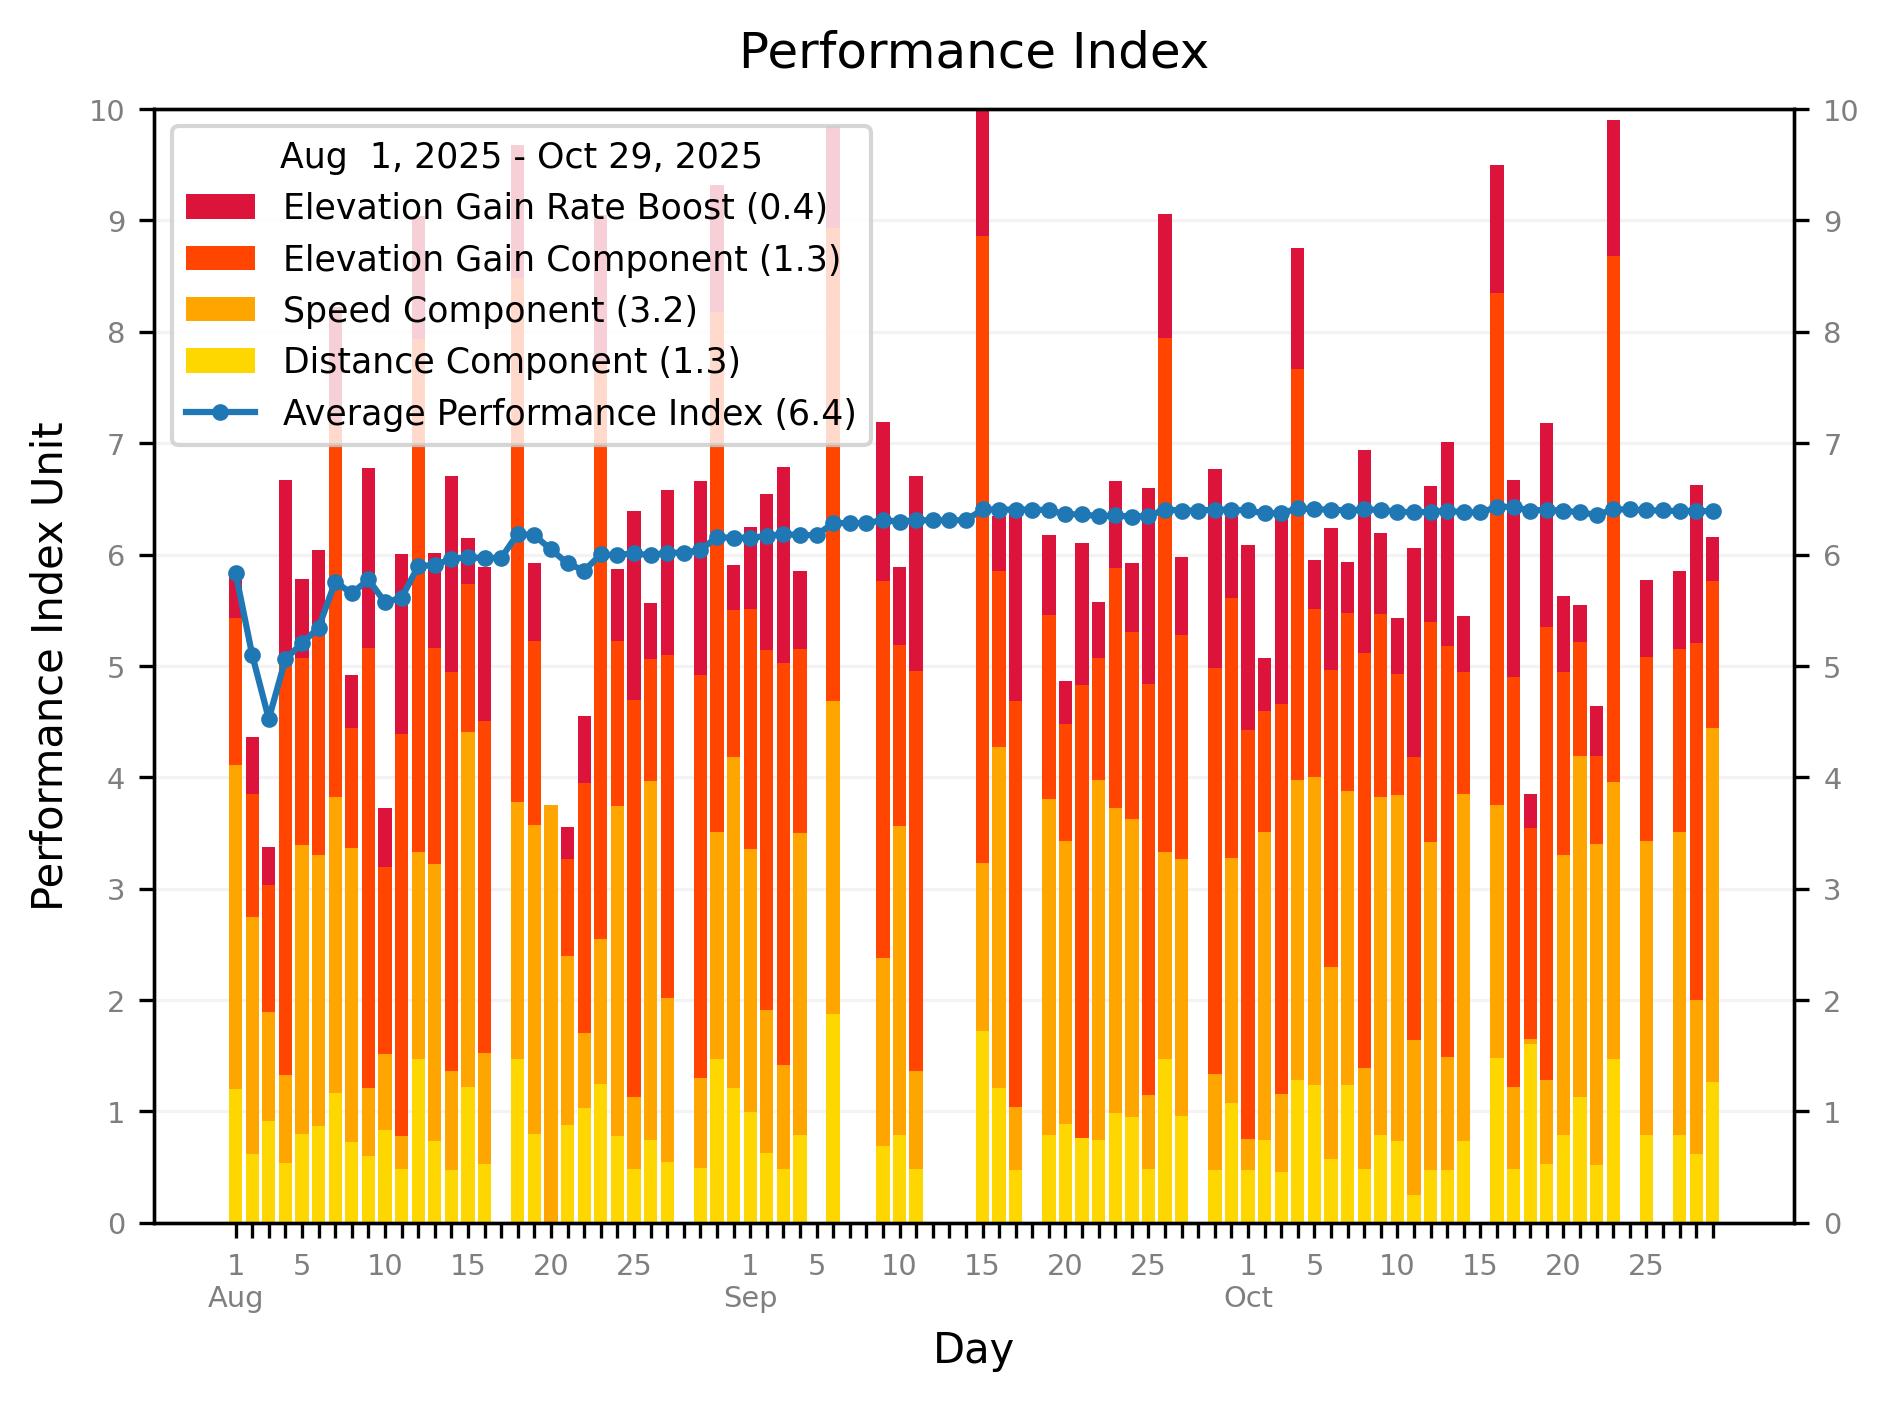 Performance Index
Performance Index Unit
10 10
9 9
8 8
7 7
6 6
5 5
4 4
3 3
2 2
1 1
0 0
Aug  1, 2025 - Oct 29, 2025
Elevation Gain Rate Boost (0.4)
Elevation Gain Component (1.3)
Speed Component (3.2)
Distance Component (1.3)
Average Performance Index (6.4)
1 5 10 15 20 25 1 5 10 15 20 25 1 5 10 15 20 25
Aug Sep Oct
Day